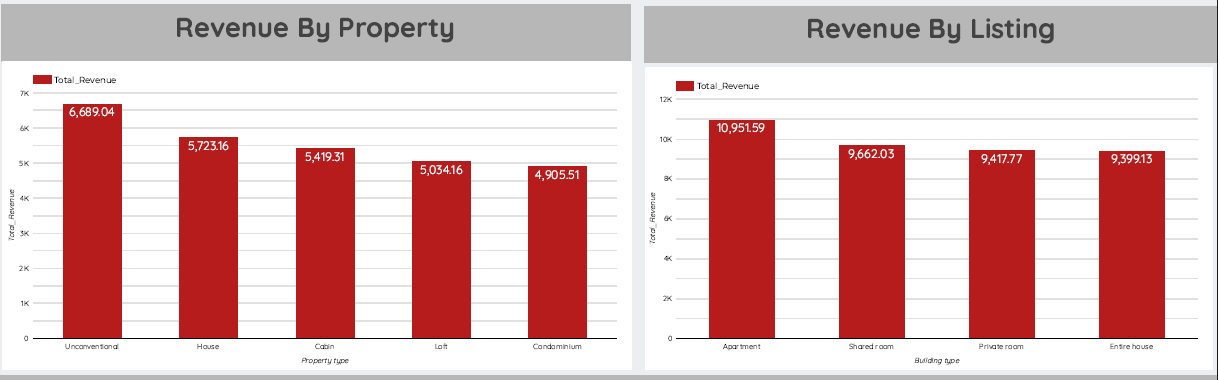 Revenue By Property
Total_Revenue
7K
6K
5K
4K
3K
2K
1K
0
Total_Revenue
6,689.04
5,723.16
5,419.31
5,034.16
4,905.51
Unconventional House Cabin Loft Condominium
Property type
Revenue By Listing
Total_Revenue
12K
10K
8K
6K
4K
2K
0
Total_Revenue
10,951.59
9,662.03
9,417.77
9,399.13
Apartment Shared room Private room Entire house
Building type